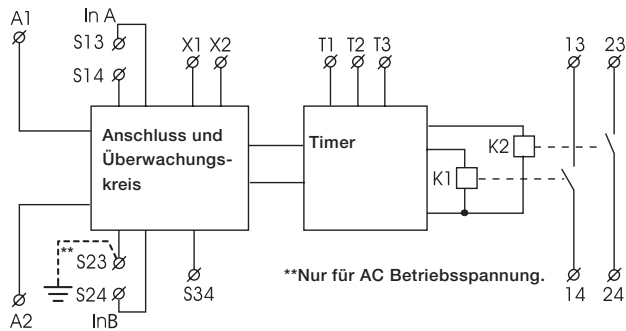 A1
In A
S13
S14
X1 X2
T1 T2 T3
13 23
Anschluss und
Überwachungs-
kreis
Timer
K2
K1
**
S23
S24
S34
InB
A2
**Nur für AC Betriebsspannung.
14 24